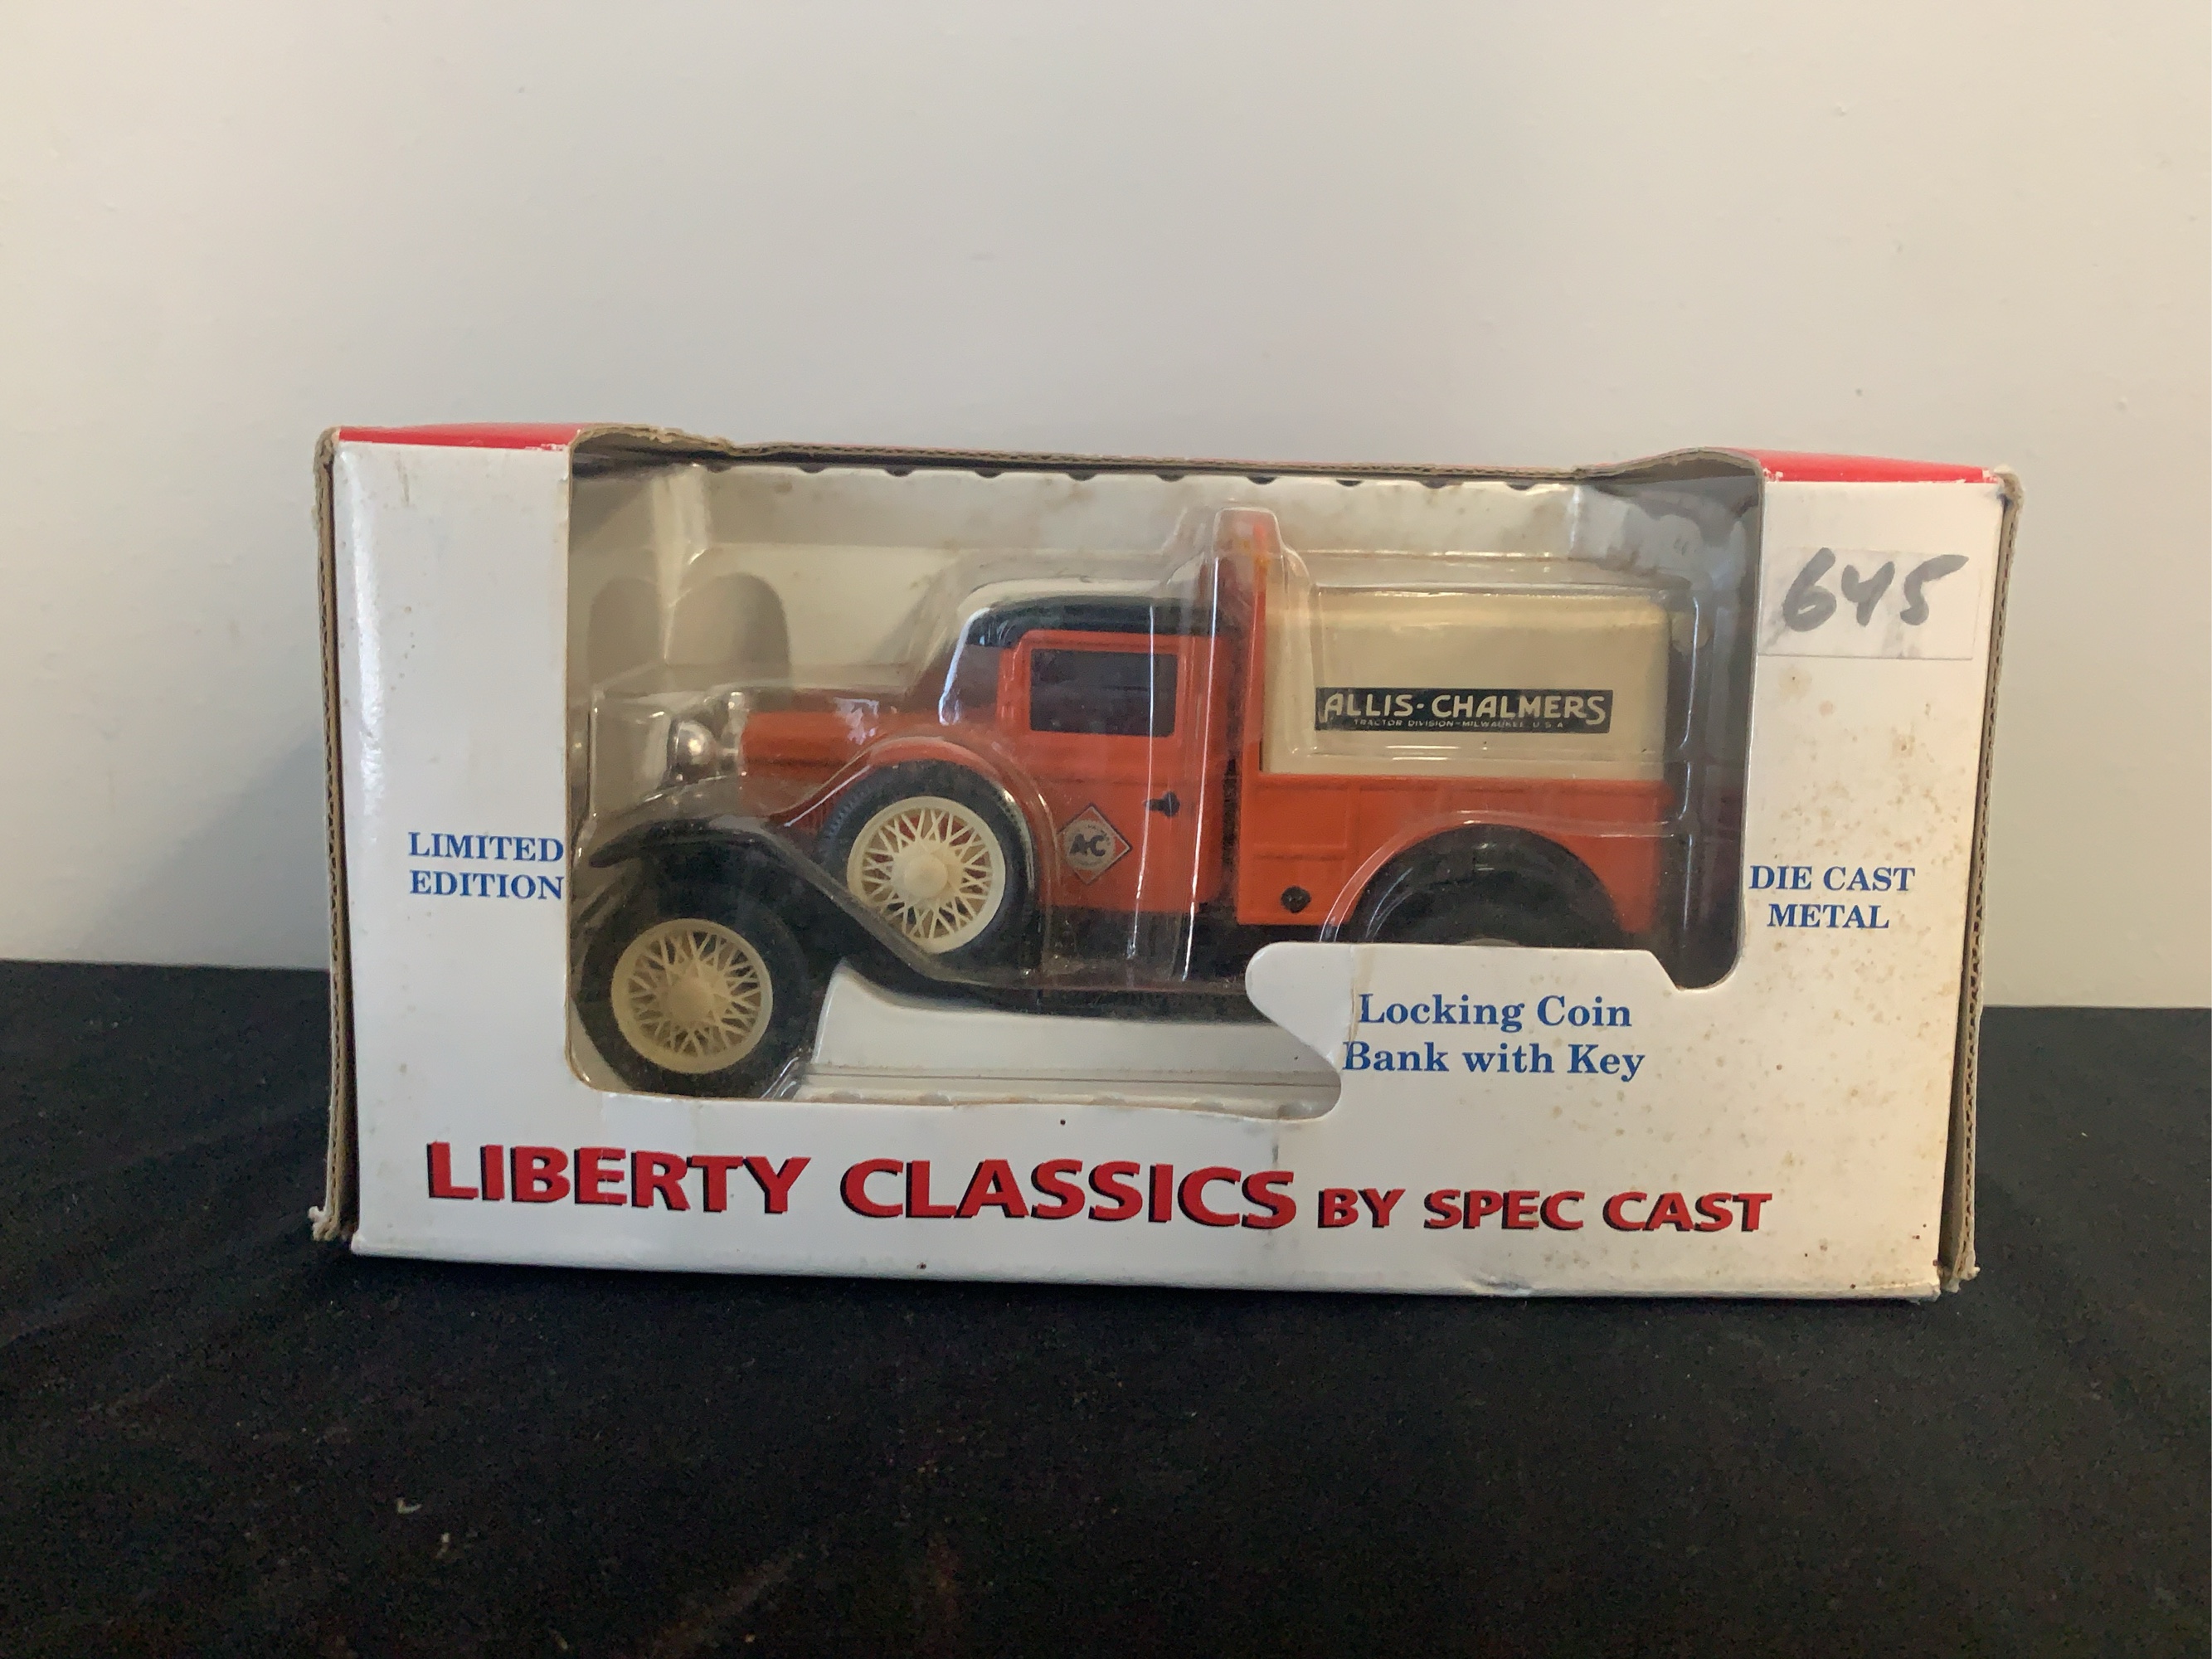 645
ALLIS-CHALMERS
TRACTOR DIVISION-MILWAUKEE U.S.A
A-C
LIMITED
EDITION
DIE CAST
METAL
Locking Coin
Bank with Key
LIBERTY CLASSICS BY SPEC CAST